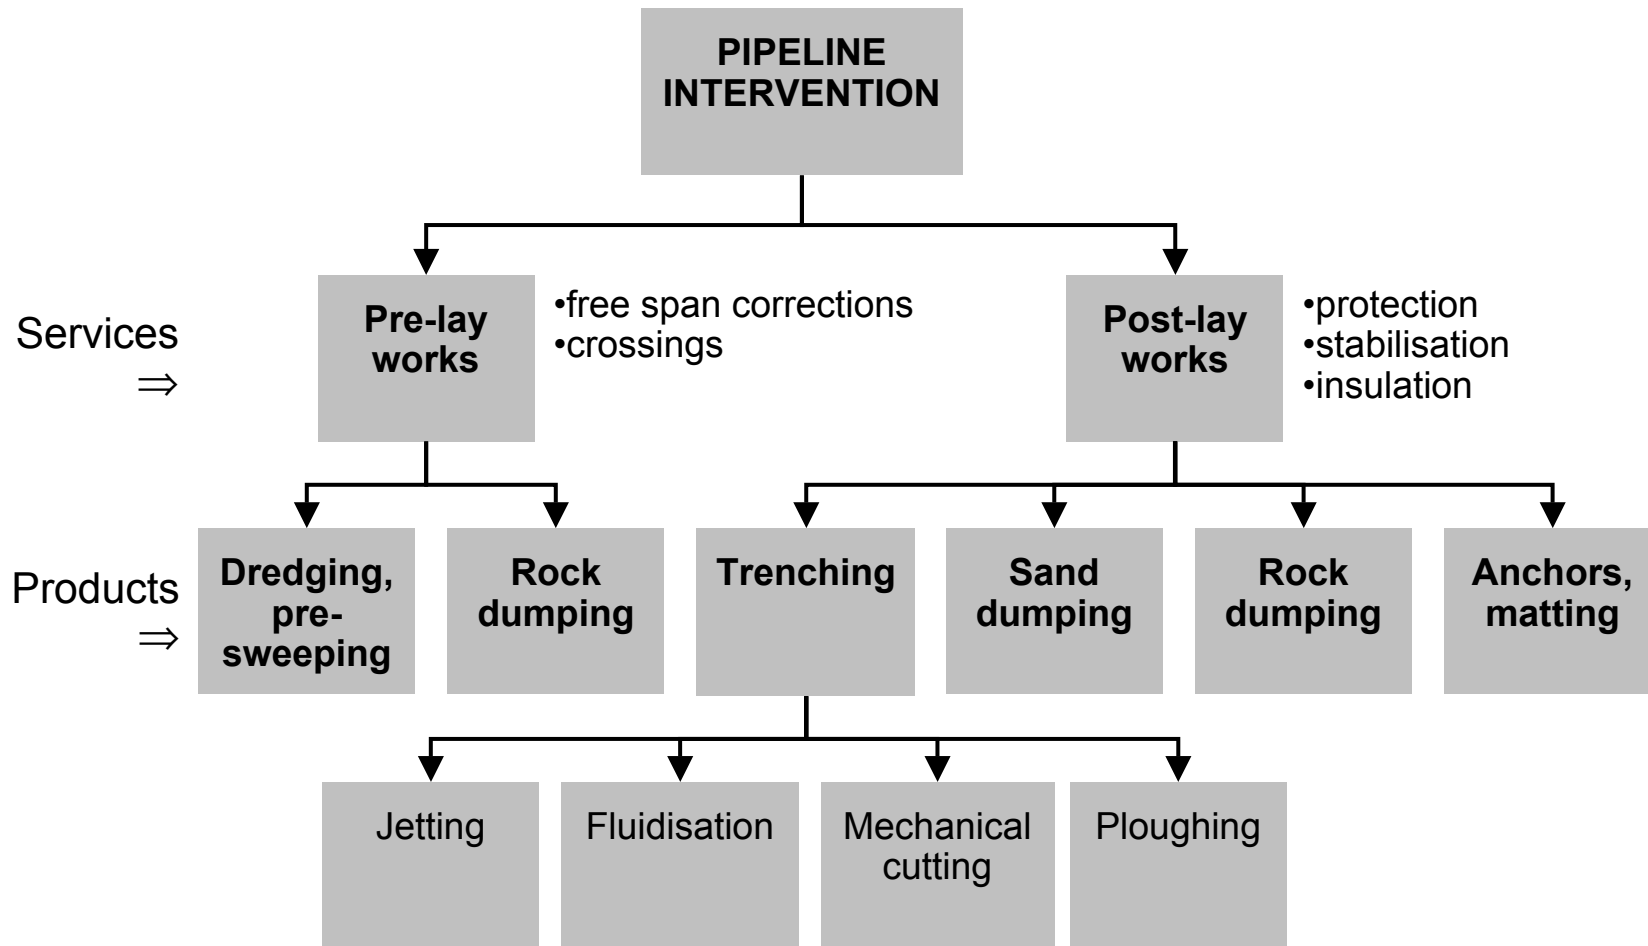 PIPELINE
INTERVENTION
Services
⇒
Pre-lay
works
•free span corrections
•crossings
Post-lay
works
•protection
•stabilisation
•insulation
Products
⇒
Dredging,
pre-
sweeping
Rock
dumping
Trenching
Sand
dumping
Rock
dumping
Anchors,
matting
Jetting
Fluidisation
Mechanical
cutting
Ploughing